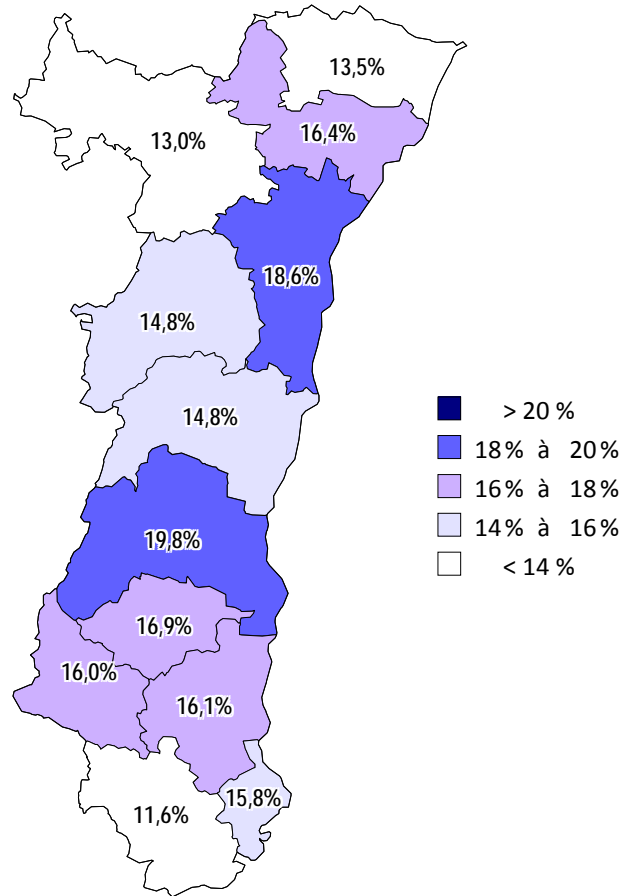 13,5%
13,0%
16,4%
18,6%
14,8%
14,8%
19,8%
16,9%
16,0%
16,1%
15,8%
11,6%
> 20 %
18 % à 20 %
16 % à 18 %
14 % à 16 %
< 14 %